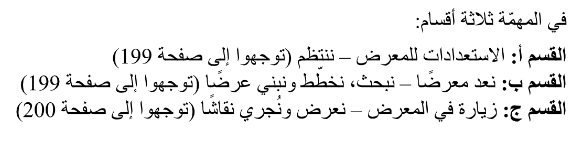 في المهمّة ثلاثة أقسام:
القسم أ: الاستعدادات للمعرض – ننتظم (توجهوا إلى صفحة 199)
القسم ب: نعد معرضًا – نبحث، نخطّط ونبني عرضًا (توجهوا إلى صفحة 199)
القسم ج: زيارة في المعرض – نعرض ونُجري نقاشًا (توجهوا إلى صفحة 200)